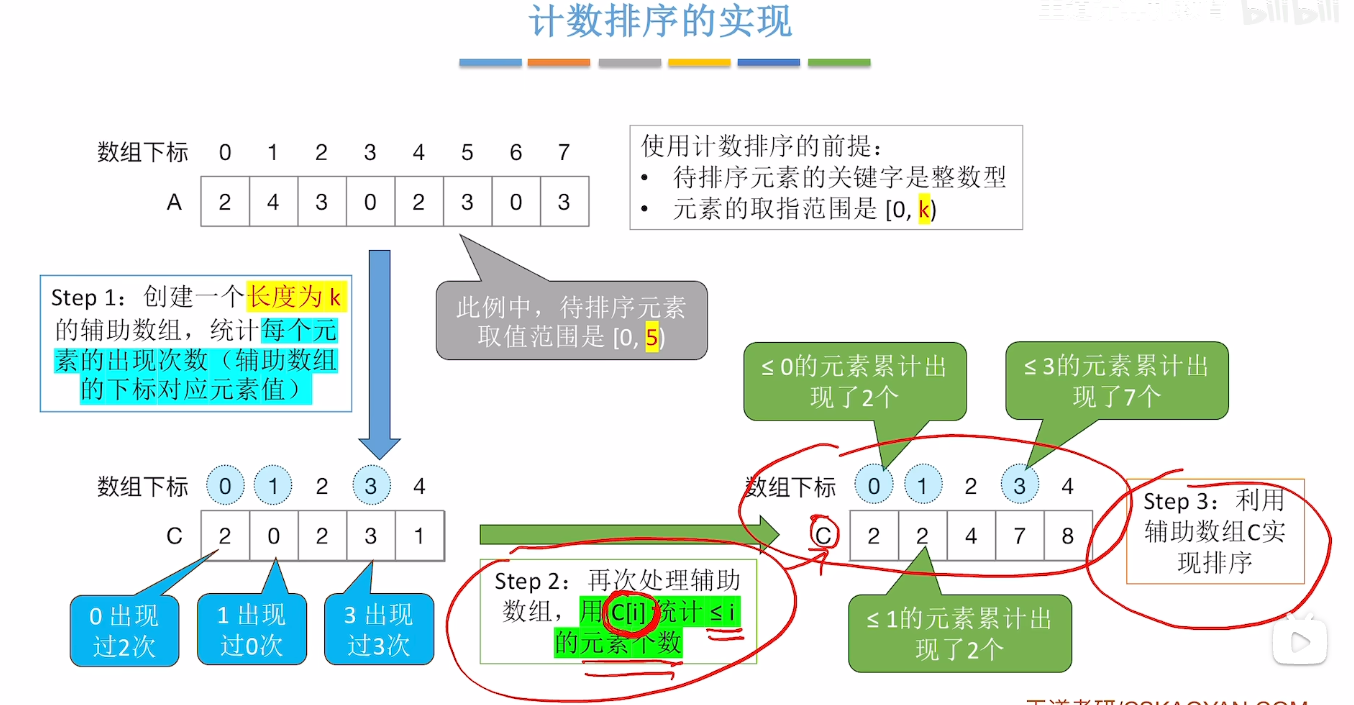 计数排序的实现
bilibili
数组下标 0 1 2 3 4 5 6 7
A 2 4 3 0 2 3 0 3
使用计数排序的前提：
• 待排序元素的关键字是整数型
• 元素的取指范围是 [0, k)
此例中，待排序元素
取值范围是 [0, 5)
Step 1：创建一个长度为 k
的辅助数组，统计每个元
素的出现次数（辅助数组
的下标对应元素值）
≤ 0的元素累计出
现了2个
≤ 3的元素累计出
现了7个
数组下标 0 1 2 3 4
C 2 0 2 3 1
0 出现
过2次
1 出现
过0次
3 出现
过3次
Step 2：再次处理辅助
数组，用 C[i] 统计 ≤ i
的元素个数
数组下标 0 1 2 3 4
C 2 2 4 7 8
≤ 1的元素累计出
现了2个
Step 3：利用
辅助数组C实
现排序
王道考研/CSKAOYAN.COM